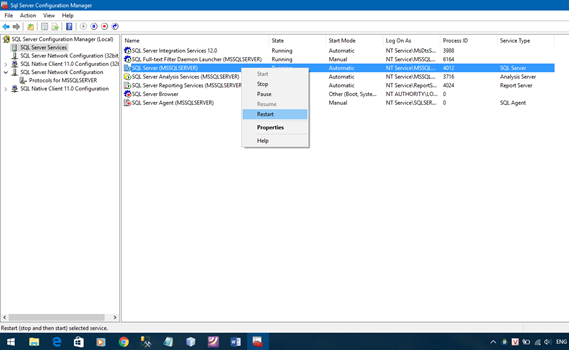 Sql Server Configuration Manager
File Action View Help
SQL Server Configuration Manager (Local)
SQL Server Services
SQL Server Network Configuration (32bit
SQL Native Client 11.0 Configuration (32bit
SQL Server Network Configuration
Protocols for MSSQLSERVER
SQL Native Client 11.0 Configuration
Name State Start Mode Log On As Process ID Service Type
SQL Server Integration Services 12.0 Running Automatic NT Service\MsDtsS... 3988
SQL Full-text Filter Daemon Launcher (MSSQLSERVER) Running Manual NT Service\MSSQL... 6164
SQL Server (MSSQLSERVER) Running Automatic NT Service\MSSQL... 4012 SQL Server
SQL Server Analysis Services (MSSQLSERVER) Automatic NT Service\MSSQL... 3716 Analysis Server
SQL Server Reporting Services (MSSQLSERVER) Automatic NT Service\ReportS... 4024 Report Server
SQL Server Browser Other (Boot, Syste... NT AUTHORITY\LO... 0
SQL Server Agent (MSSQLSERVER) Manual NT Service\SQLSER... 0 SQL Agent
Start
Stop
Pause
Resume
Restart
Properties
Help
Restart (stop and then start) selected service.
ENG